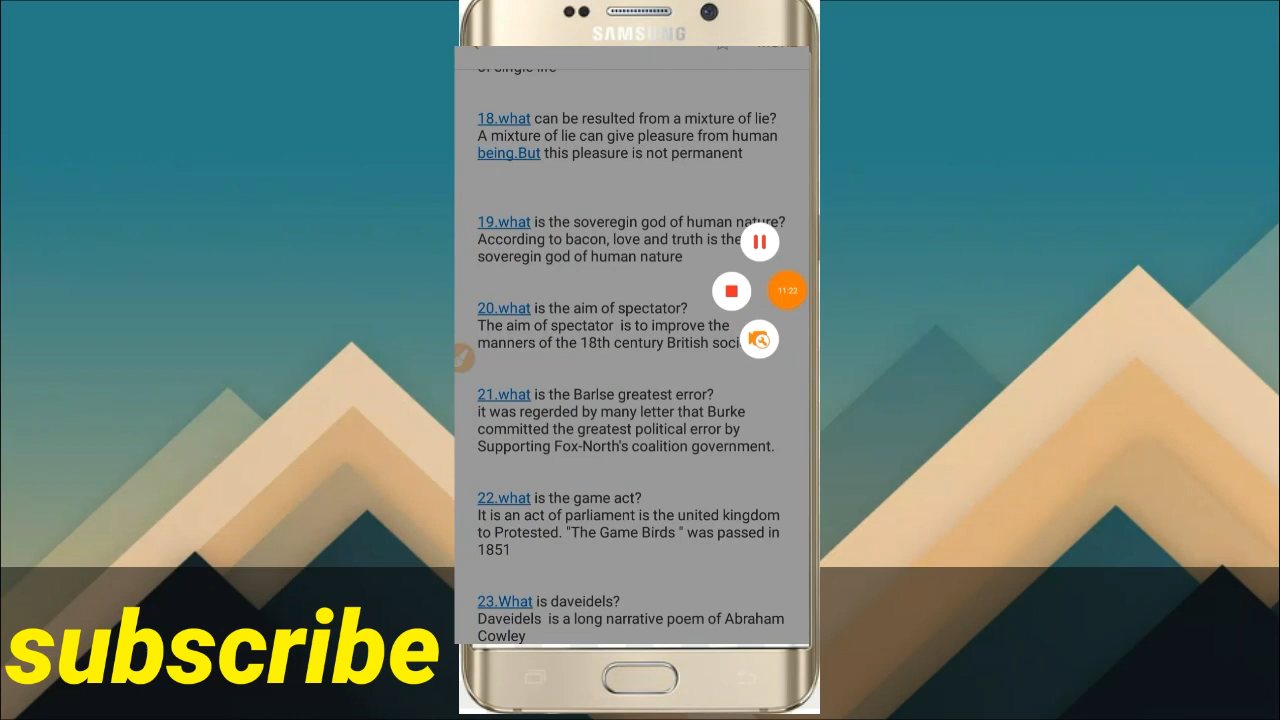 SAMSUNG
of single life
18.what can be resulted from a mixture of lie?
A mixture of lie can give pleasure from human
being.But this pleasure is not permanent
19.what is the soveregin god of human nature?
According to bacon, love and truth is the
soveregin god of human nature
20.what is the aim of spectator?
The aim of spectator is to improve the
manners of the 18th century British soci
21.what is the Barlse greatest error?
it was regerded by many letter that Burke
committed the greatest political error by
Supporting Fox-North's coalition government.
22.what is the game act?
It is an act of parliament is the united kingdom
to Protested. "The Game Birds " was passed in
1851
23.What is daveidels?
Daveidels is a long narrative poem of Abraham
Cowley
11:22
subscribe